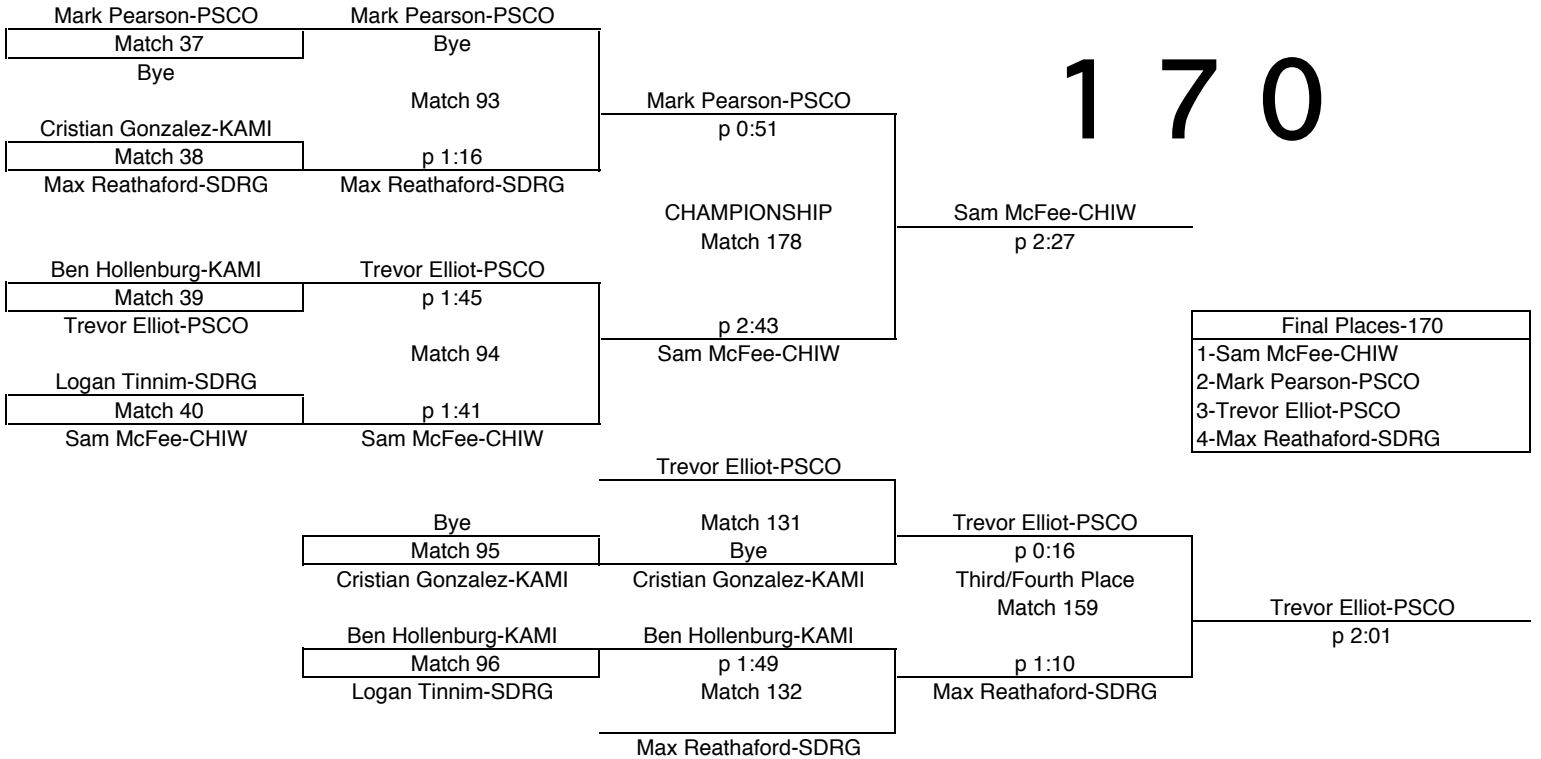 Mark Pearson-PSCO Mark Pearson-PSCO
Match 37 Bye
Bye
Match 93 Mark Pearson-PSCO
1 7 0
Cristian Gonzalez-KAMI p 0:51
Match 38 p 1:16
Max Reathaford-SDRG Max Reathaford-SDRG
CHAMPIONSHIP Sam McFee-CHIW
Match 178 p 2:27
Ben Hollenburg-KAMI Trevor Elliot-PSCO
Match 39 p 1:45
Trevor Elliot-PSCO p 2:43 Final Places-170
Match 94 Sam McFee-CHIW 1-Sam McFee-CHIW
Logan Tinnim-SDRG 2-Mark Pearson-PSCO
Match 40 p 1:41 3-Trevor Elliot-PSCO
Sam McFee-CHIW Sam McFee-CHIW 4-Max Reathaford-SDRG
Trevor Elliot-PSCO
Bye Match 131 Trevor Elliot-PSCO
Match 95 Bye p 0:16
Cristian Gonzalez-KAMI Cristian Gonzalez-KAMI Third/Fourth Place
Match 159 Trevor Elliot-PSCO
Ben Hollenburg-KAMI Ben Hollenburg-KAMI p 2:01
Match 96 p 1:49 p 1:10
Logan Tinnim-SDRG Match 132 Max Reathaford-SDRG
Max Reathaford-SDRG